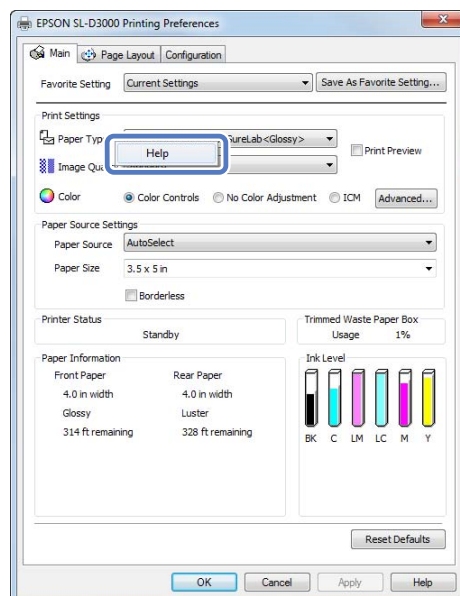 EPSON SL-D3000 Printing Preferences
Main Page Layout Configuration
Favorite Setting Current Settings Save As Favorite Setting...
Print Settings
Paper Typ SureLab<Glossy>
Help
Print Preview
Image Qua
Color Color Controls No Color Adjustment ICM Advanced...
Paper Source Settings
Paper Source AutoSelect
Paper Size 3.5 x 5 in
Borderless
Printer Status
Standby
Trimmed Waste Paper Box
Usage 1%
Paper Information
Front Paper Rear Paper
4.0 in width 4.0 in width
Glossy Luster
314 ft remaining 328 ft remaining
Ink Level
BK C LM LC M Y
Reset Defaults
OK Cancel Apply Help